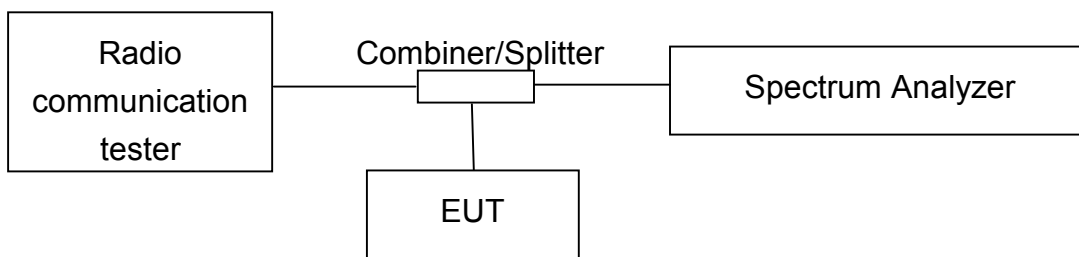 Radio
communication
tester
Combiner/Splitter
Spectrum Analyzer
EUT